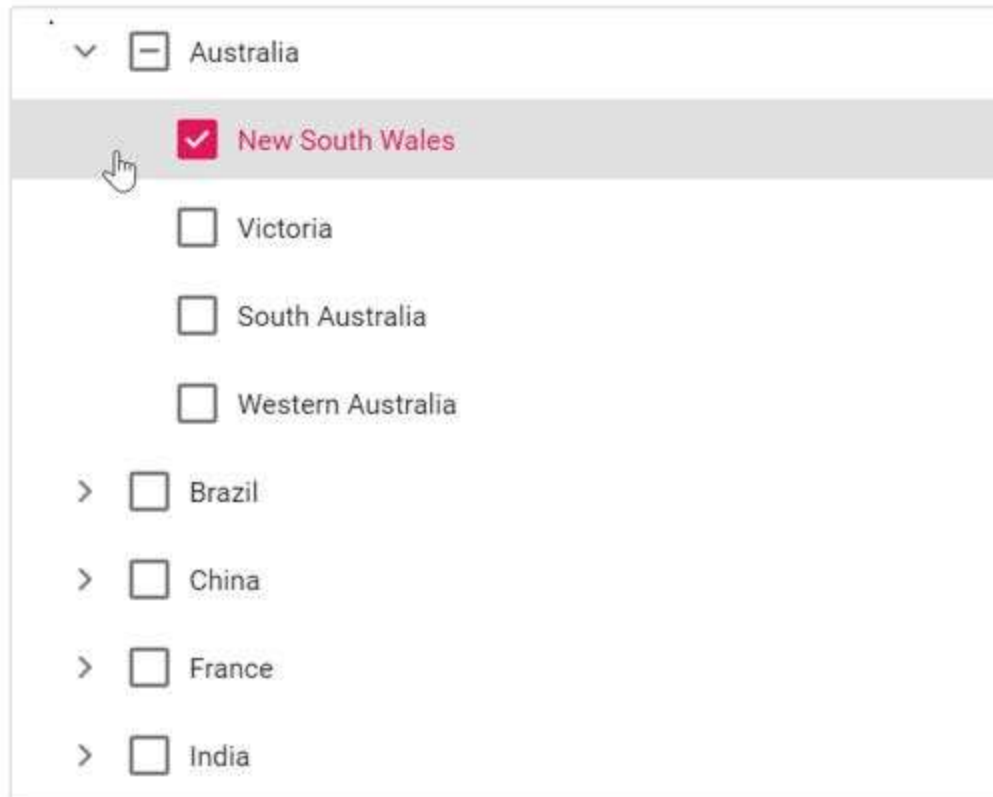 Australia
New South Wales
Victoria
South Australia
Western Australia
Brazil
China
France
India